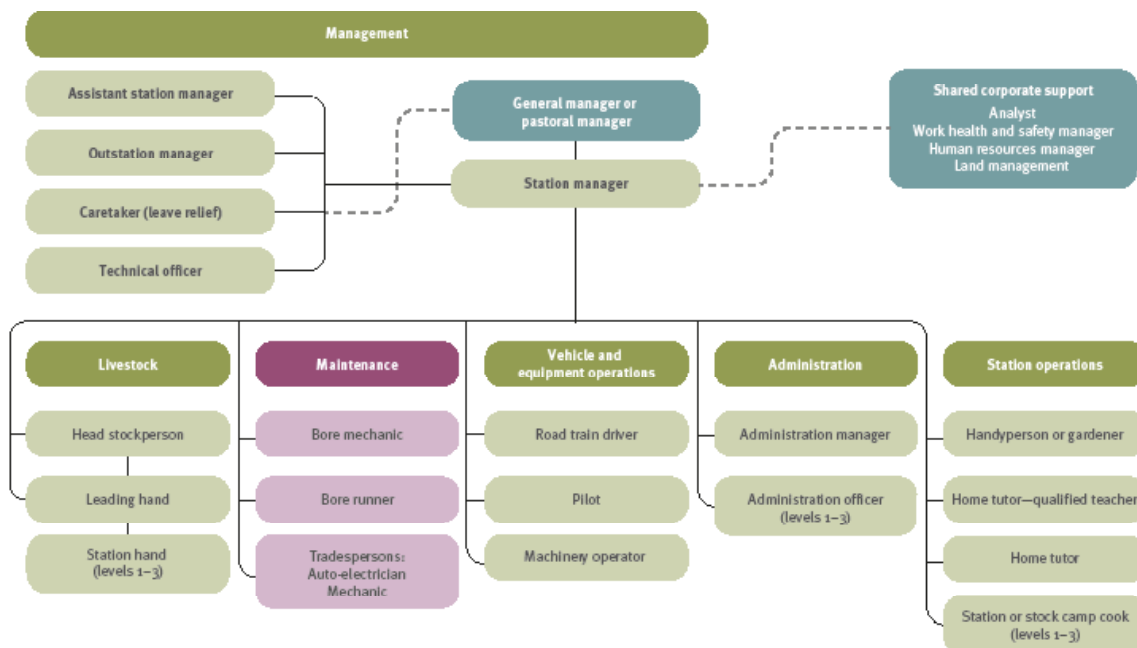 Management
Assistant station manager
Outstation manager
Caretaker (leave relief)
Technical officer
General manager or
pastoral manager
Station manager
Shared corporate support
Analyst
Work health and safety manager
Human resources manager
Land management
Livestock
Head stockperson
Leading hand
Station hand
(levels 1–3)
Maintenance
Bore mechanic
Bore runner
Tradespersons:
Auto-electrician
Mechanic
Vehicle and
equipment operations
Road train driver
Pilot
Machinery operator
Administration
Administration manager
Administration officer
(levels 1–3)
Station operations
Handyperson or gardener
Home tutor—qualified teacher
Home tutor
Station or stock camp cook
(levels 1–3)